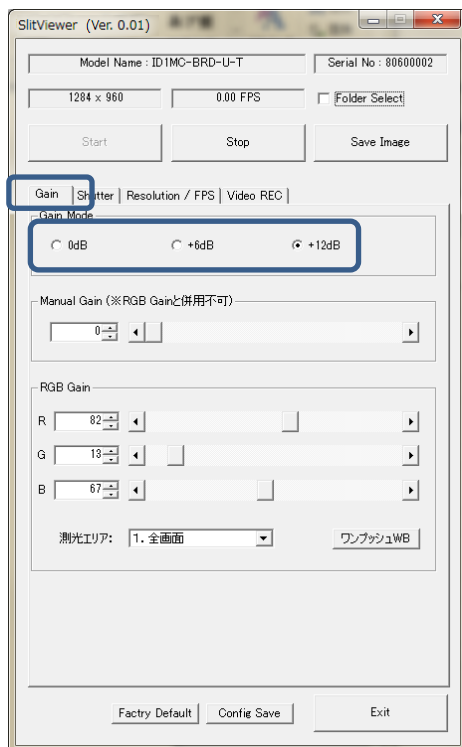 SlitViewer (Ver. 0.01)
Model Name : ID1MC-BRD-U-T
Serial No : 80600002
1284 × 960
0.00 FPS
Folder Select
Start
Stop
Save Image
Gain
Shutter
Resolution / FPS
Video REC
Gain Mode
0dB
+6dB
+12dB
Manual Gain (※RGB Gainと併用不可)
0
RGB Gain
R
82
G
13
B
67
測光エリア:
1. 全画面
ワンプッシュWB
Factry Default
Config Save
Exit